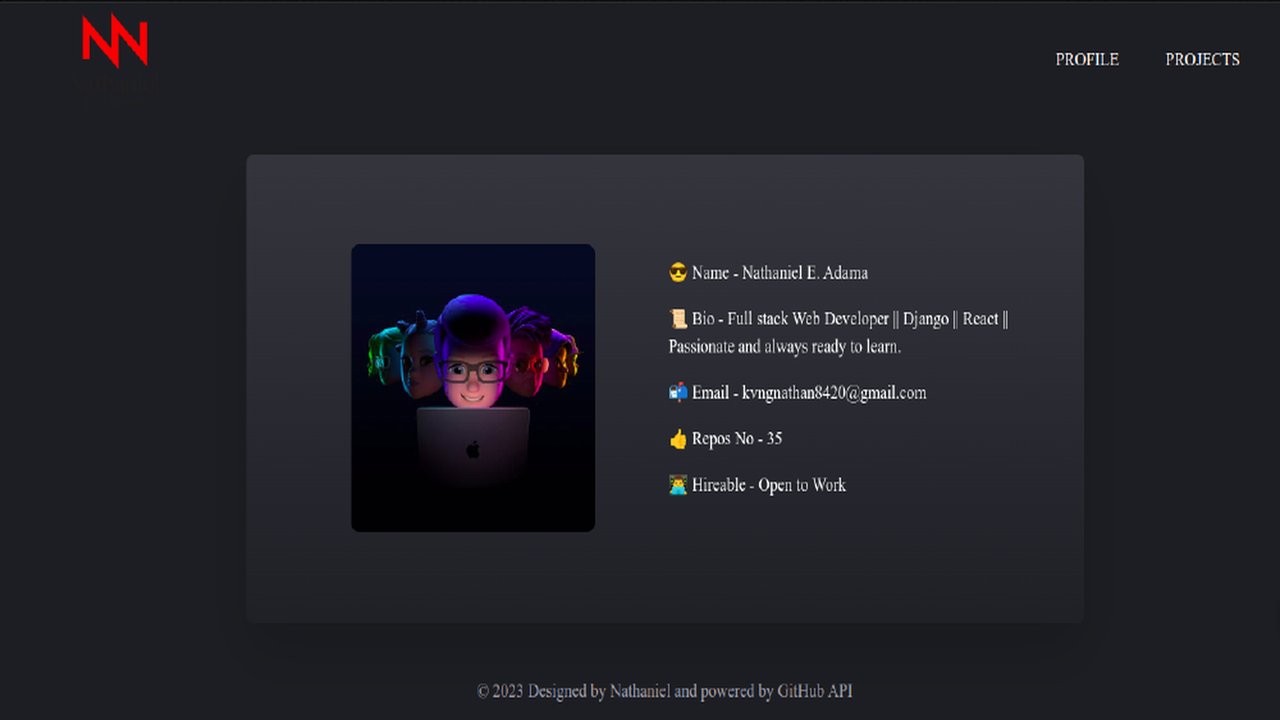 PROFILE PROJECTS
😎 Name - Nathaniel E. Adama
📜 Bio - Full stack Web Developer || Django || React ||
Passionate and always ready to learn.
📬 Email - kvngnathan8420@gmail.com
👍 Repos No - 35
👨‍💻 Hireable - Open to Work
© 2023 Designed by Nathaniel and powered by GitHub API